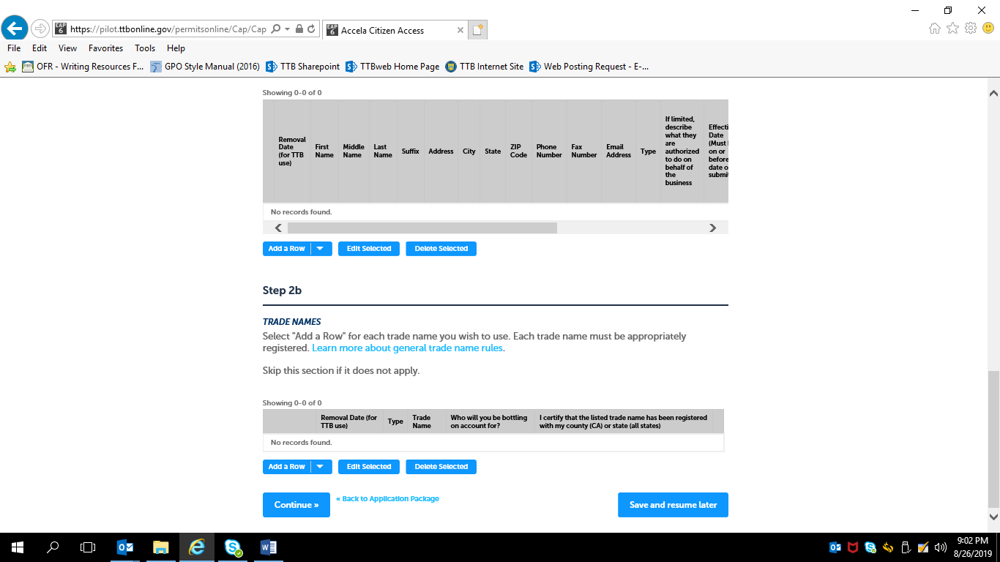 https://pilot.ttbonline.gov/permitsonline/Cap/Cap
EAP 6
Accela Citizen Access
File Edit View Favorites Tools Help
OFR - Writing Resources F... GPO Style Manual (2016) TTB Sharepoint TTBweb Home Page TTB Internet Site Web Posting Request - E-...
Showing 0-0 of 0
Removal Date (for TTB use)
First Name
Middle Name
Last Name
Suffix
Address
City
State
ZIP Code
Phone Number
Fax Number
Email Address
Type
If limited, describe what they are authorized to do on behalf of the business
Effecti
Date
(Must
on or
before
date o
submi
No records found.
Add a Row Edit Selected Delete Selected
Step 2b
TRADE NAMES
Select "Add a Row" for each trade name you wish to use. Each trade name must be appropriately
registered. Learn more about general trade name rules.
Skip this section if it does not apply.
Showing 0-0 of 0
Removal Date (for TTB use)
Type
Trade Name
Who will you be bottling on account for?
I certify that the listed trade name has been registered with my county (CA) or state (all states)
No records found.
Add a Row Edit Selected Delete Selected
Continue » « Back to Application Package Save and resume later
9:02 PM
8/26/2019